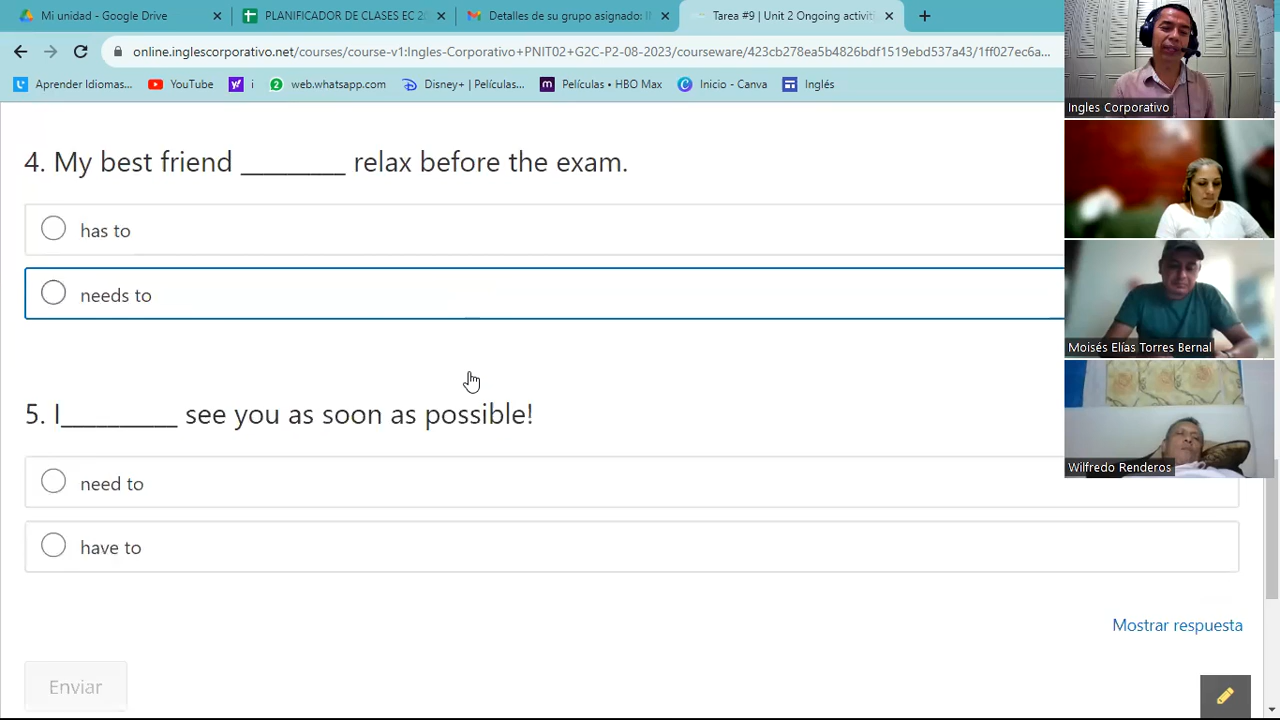 Mi unidad - Google Drive
PLANIFICADOR DE CLASES EC
Detalles de su grupo asignado:
Tarea #9 | Unit 2 Ongoing activi
online.inglescorporativo.net/courses/course-v1:Ingles-Corporativo+PNI02+G2C-P2-08-2023/courseware/423eb278ea5b4825bdf1519ebd537a43/1ff027ec6a...
Aprender Idiomas...
YouTube
i
web.whatsapp.com
Disney+ | Películas...
Películas • HBO Max
Inicio - Canva
Inglés
4. My best friend ________ relax before the exam.
has to
needs to
5. I_________ see you as soon as possible!
need to
have to
Mostrar respuesta
Enviar
Ingles Corporativo
Moisés Elías Torres Bernal
Wilfredo Renderos